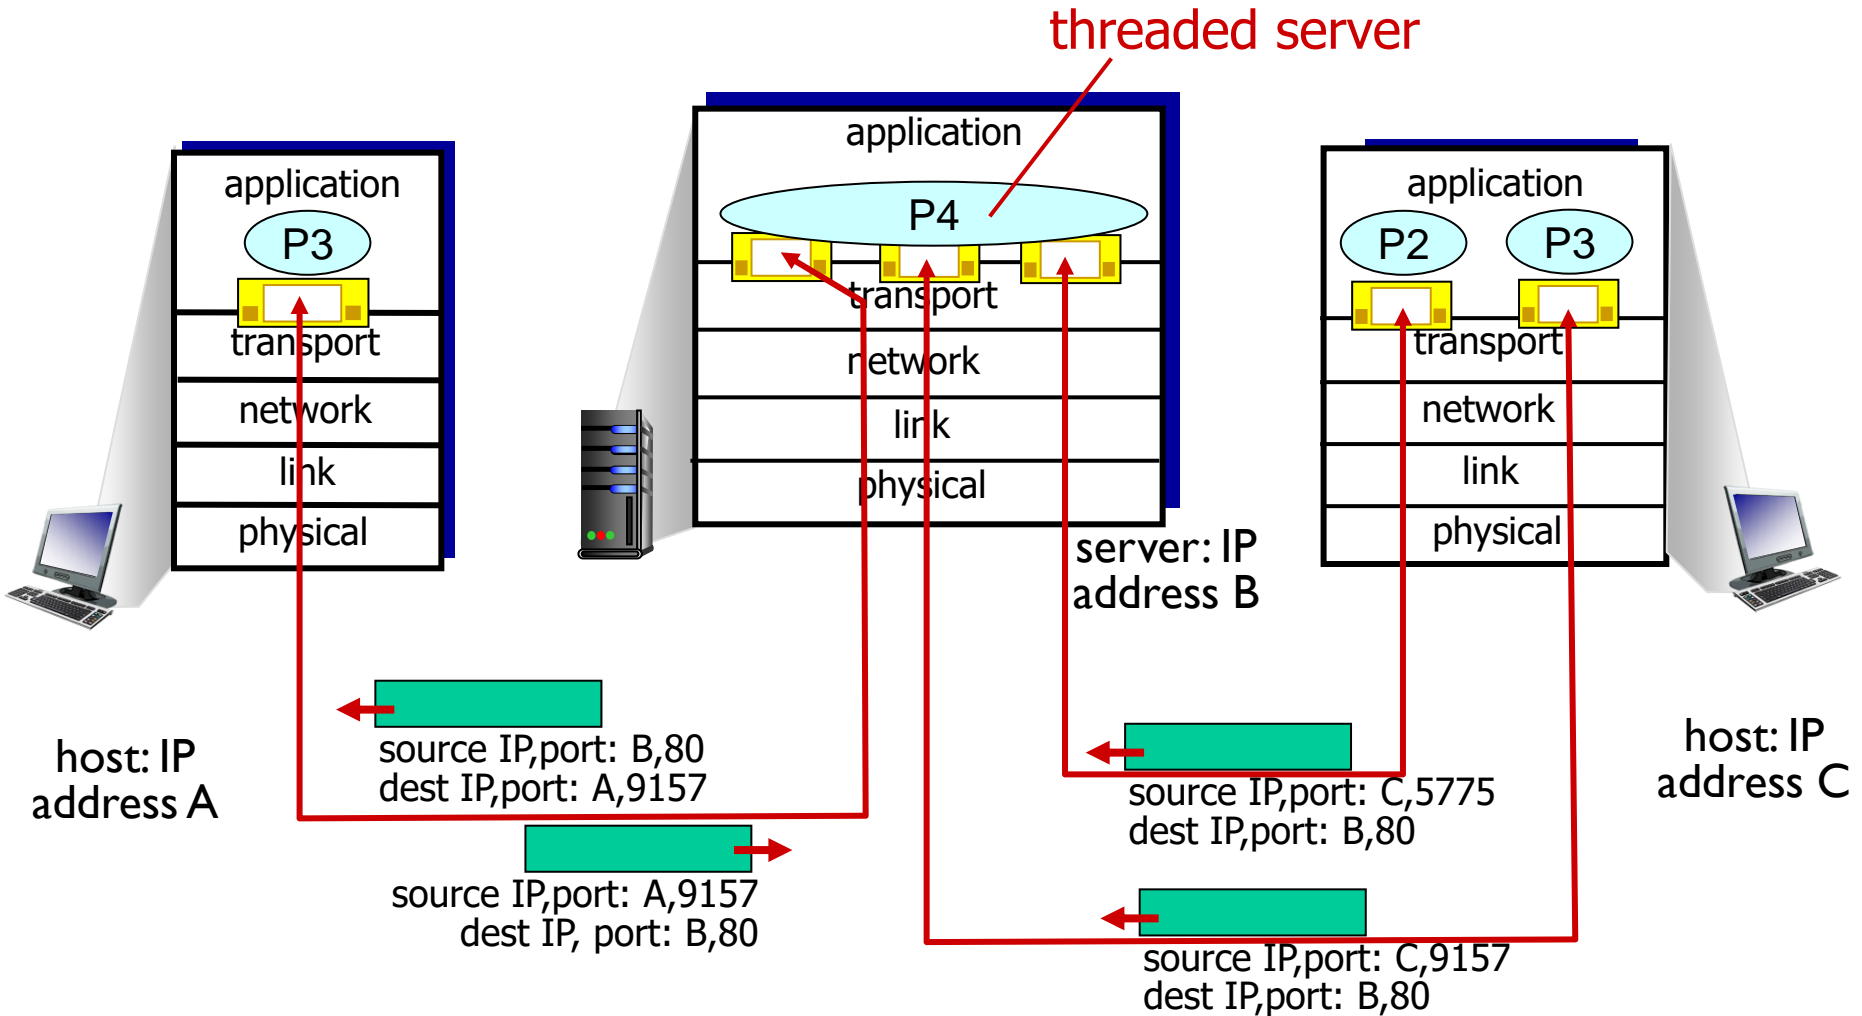 threaded server
application
P3
transport
network
link
physical
application
P4
transport
network
link
physical
application
P2
P3
transport
network
link
physical
server: IP
address B
host: IP
address A
source IP,port: B,80
dest IP,port: A,9157
source IP,port: A,9157
dest IP, port: B,80
source IP,port: C,5775
dest IP,port: B,80
source IP,port: C,9157
dest IP,port: B,80
host: IP
address C